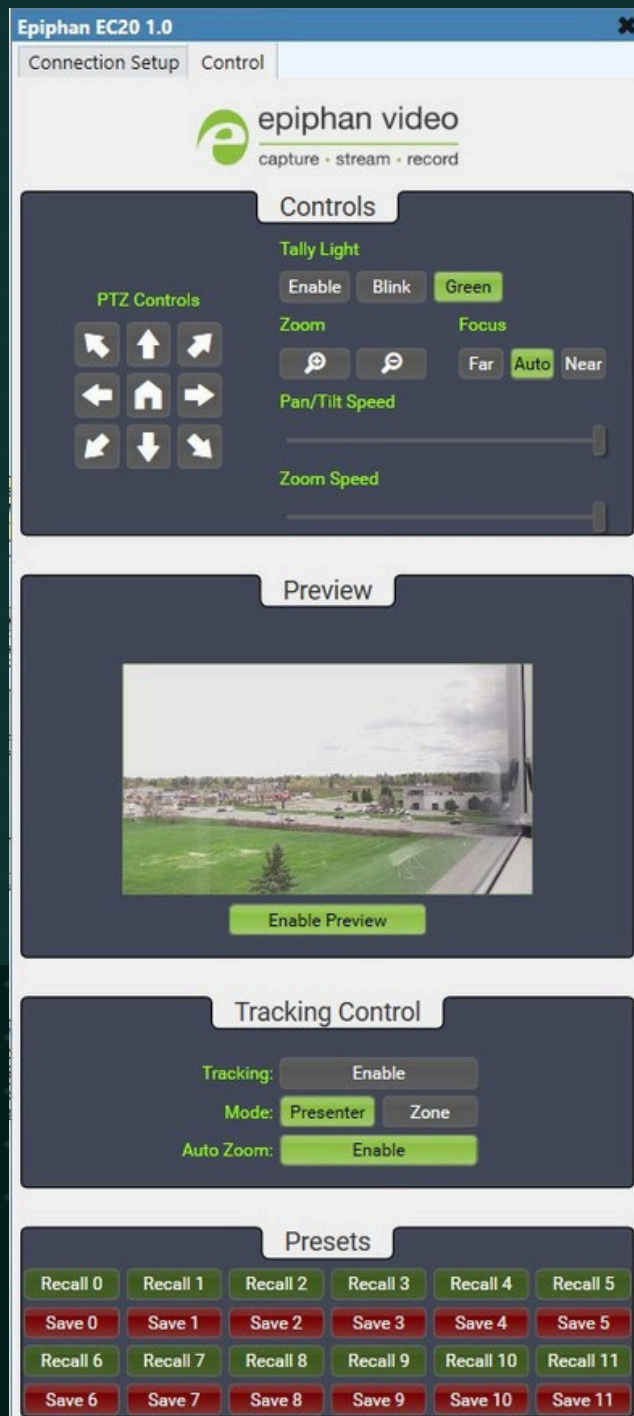 Epiphan EC20 1.0
Connection Setup Control
epiphan video
capture · stream · record
Controls
Tally Light
Enable Blink Green
PTZ Controls
Zoom Focus
Far Auto Near
Pan/Tilt Speed
Zoom Speed
Preview
Enable Preview
Tracking Control
Tracking: Enable
Mode: Presenter Zone
Auto Zoom: Enable
Presets
Recall 0 Recall 1 Recall 2 Recall 3 Recall 4 Recall 5
Save 0 Save 1 Save 2 Save 3 Save 4 Save 5
Recall 6 Recall 7 Recall 8 Recall 9 Recall 10 Recall 11
Save 6 Save 7 Save 8 Save 9 Save 10 Save 11